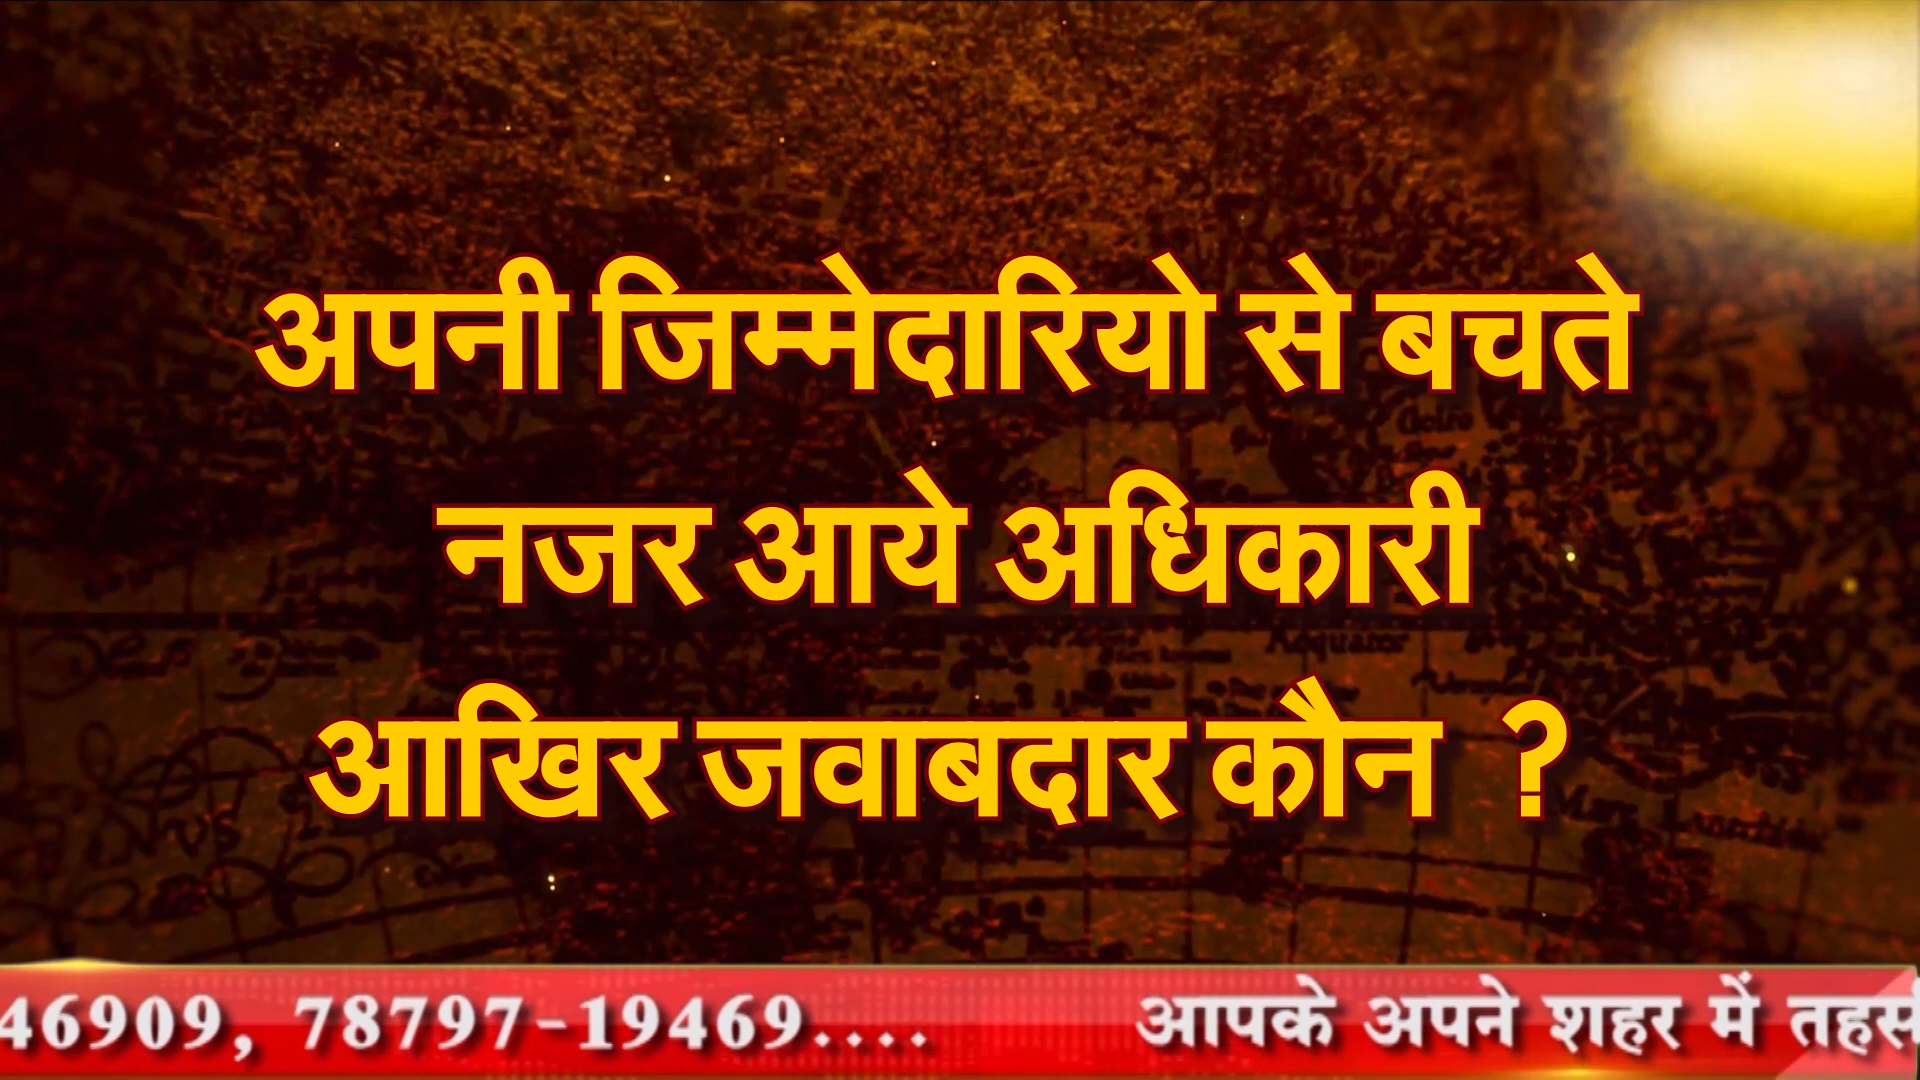 अपनी जिम्मेदारियो से बचते
नजर आये अधिकारी
आखिर जवाबदार कौन ?
46909, 78797-19469.... आपके अपने शहर में